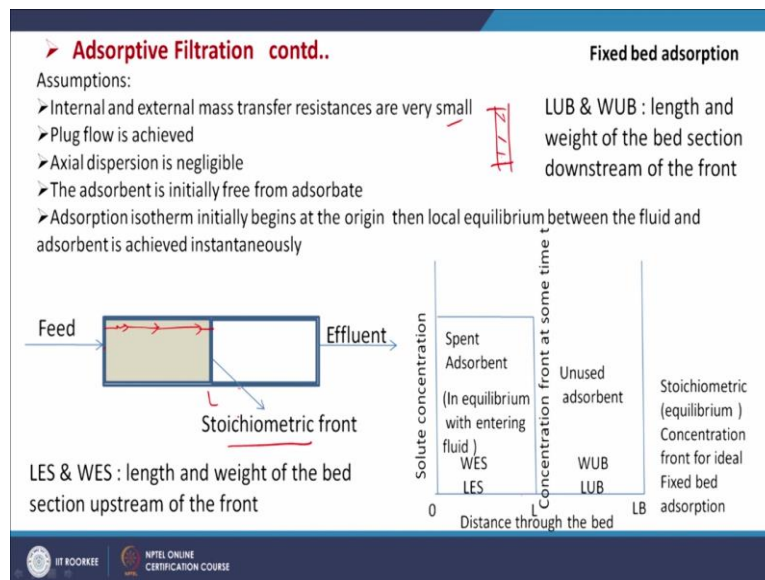 ➤ Adsorptive Filtration contd..
Fixed bed adsorption
Assumptions:
➤Internal and external mass transfer resistances are very small
➤Plug flow is achieved
➤Axial dispersion is negligible
➤The adsorbent is initially free from adsorbate
➤Adsorption isotherm initially begins at the origin then local equilibrium between the fluid and
adsorbent is achieved instantaneously
LUB & WUB : length and
weight of the bed section
downstream of the front
Feed
Effluent
L
Stoichiometric front
LES & WES : length and weight of the bed
section upstream of the front
Solute concentration
Spent
Adsorbent
(In equilibrium
with entering
fluid )
WES
LES
Concentration front at some time t
Unused
adsorbent
WUB
LUB
0
L
LB
Distance through the bed
Stoichiometric
(equilibrium )
Concentration
front for ideal
Fixed bed
adsorption
IIT ROORKEE
NPTEL ONLINE
CERTIFICATION COURSE